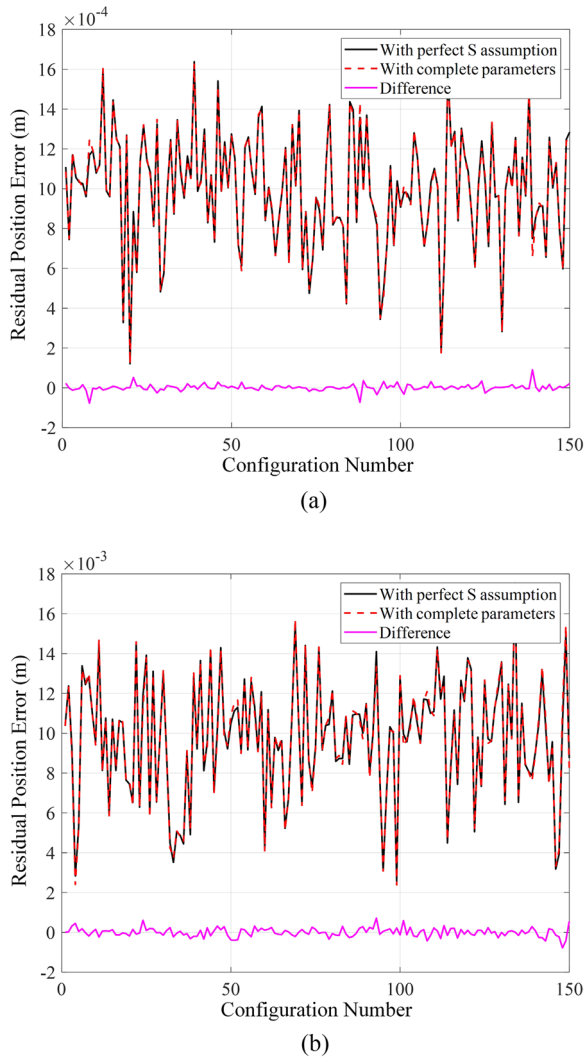 ×10⁻⁴
18
16
14
12
10
8
6
4
2
0
-2
Residual Position Error (m)
With perfect S assumption
With complete parameters
Difference
0 50 100 150
Configuration Number
(a)
×10⁻³
18
16
14
12
10
8
6
4
2
0
-2
Residual Position Error (m)
With perfect S assumption
With complete parameters
Difference
0 50 100 150
Configuration Number
(b)